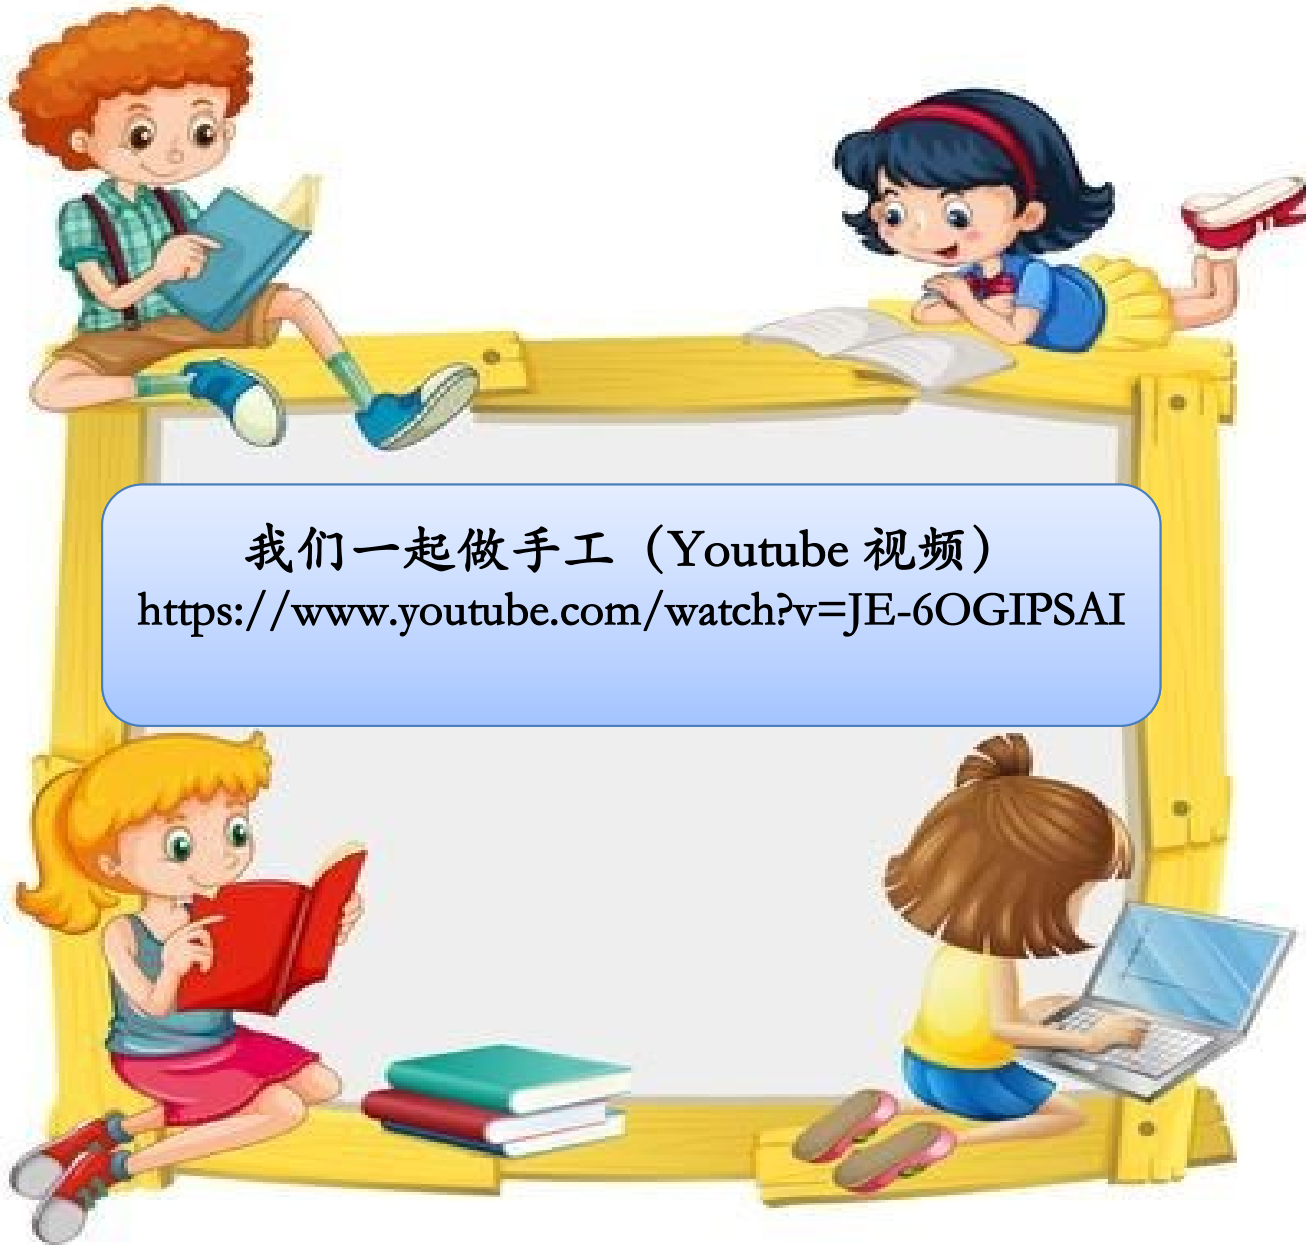 我们一起做手工（Youtube 视频）
https://www.youtube.com/watch?v=JE-6OGIPSAI